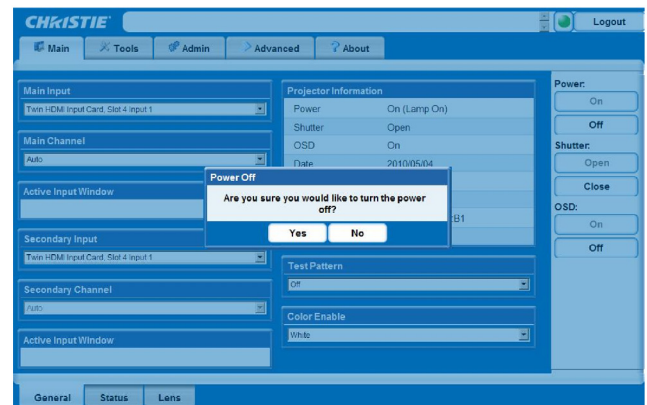 CHRISTIE
Logout
Main
Tools
Admin
Advanced
About
Main Input
Twin HDMI Input Card, Slot 4 Input 1
Main Channel
Auto
Active Input Window
Secondary Input
Twin HDMI Input Card, Slot 4 Input 1
Secondary Channel
Auto
Active Input Window
Projector Information
Power On (Lamp On)
Shutter Open
OSD On
Date 2010/05/04
Power Off
Are you sure you would like to turn the power
off?
Yes No
Test Pattern
Off
Color Enable
White
Power:
On
Off
Shutter:
Open
Close
OSD:
On
Off
General
Status
Lens